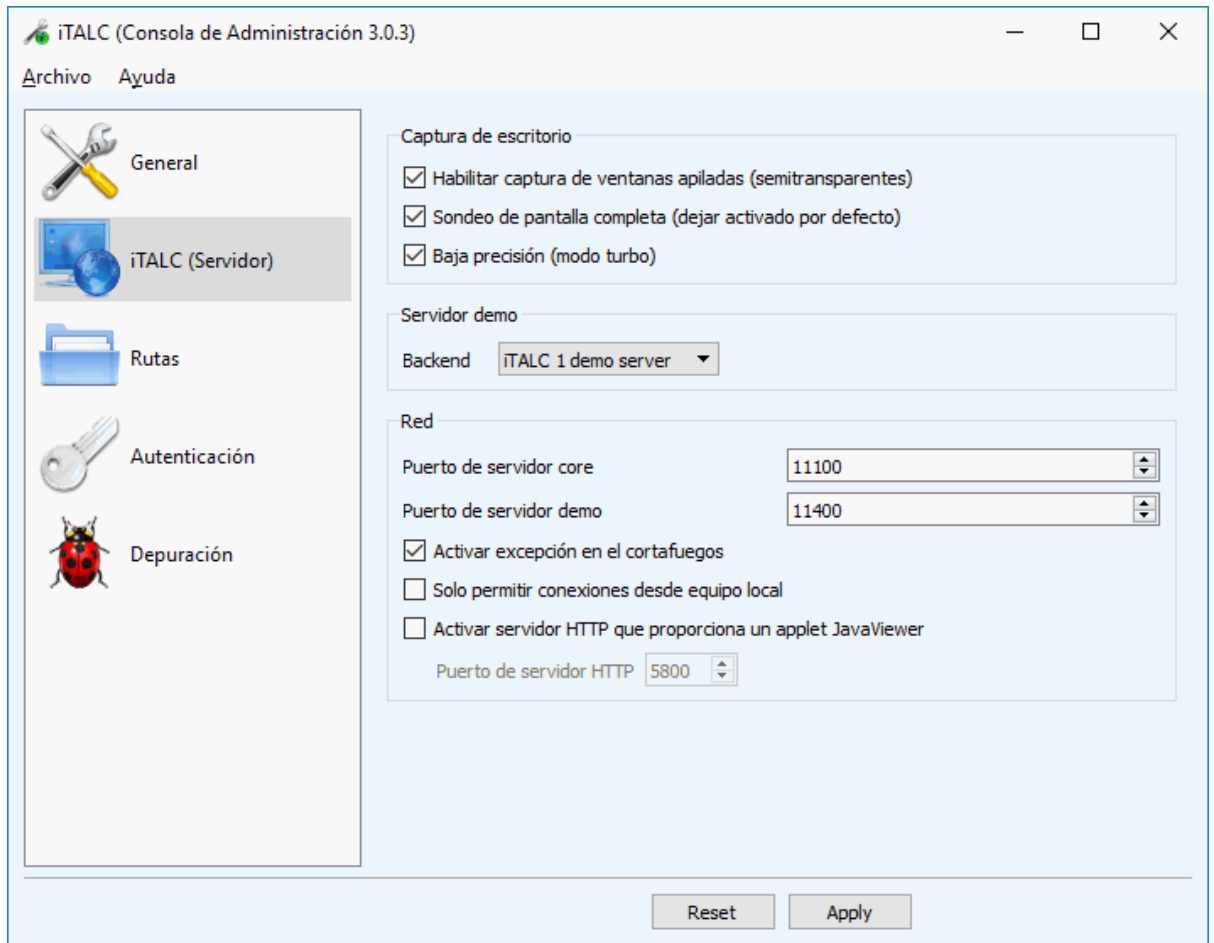 iTALC (Consola de Administración 3.0.3)
Archivo Ayuda
General
iTALC (Servidor)
Rutas
Autenticación
Depuración
Captura de escritorio
Habilitar captura de ventanas apiladas (semitransparentes)
Sondeo de pantalla completa (dejar activado por defecto)
Baja precisión (modo turbo)
Servidor demo
Backend iTALC 1 demo server
Red
Puerto de servidor core 11100
Puerto de servidor demo 11400
Activar excepción en el cortafuegos
Solo permitir conexiones desde equipo local
Activar servidor HTTP que proporciona un applet JavaViewer
Puerto de servidor HTTP 5800
Reset Apply